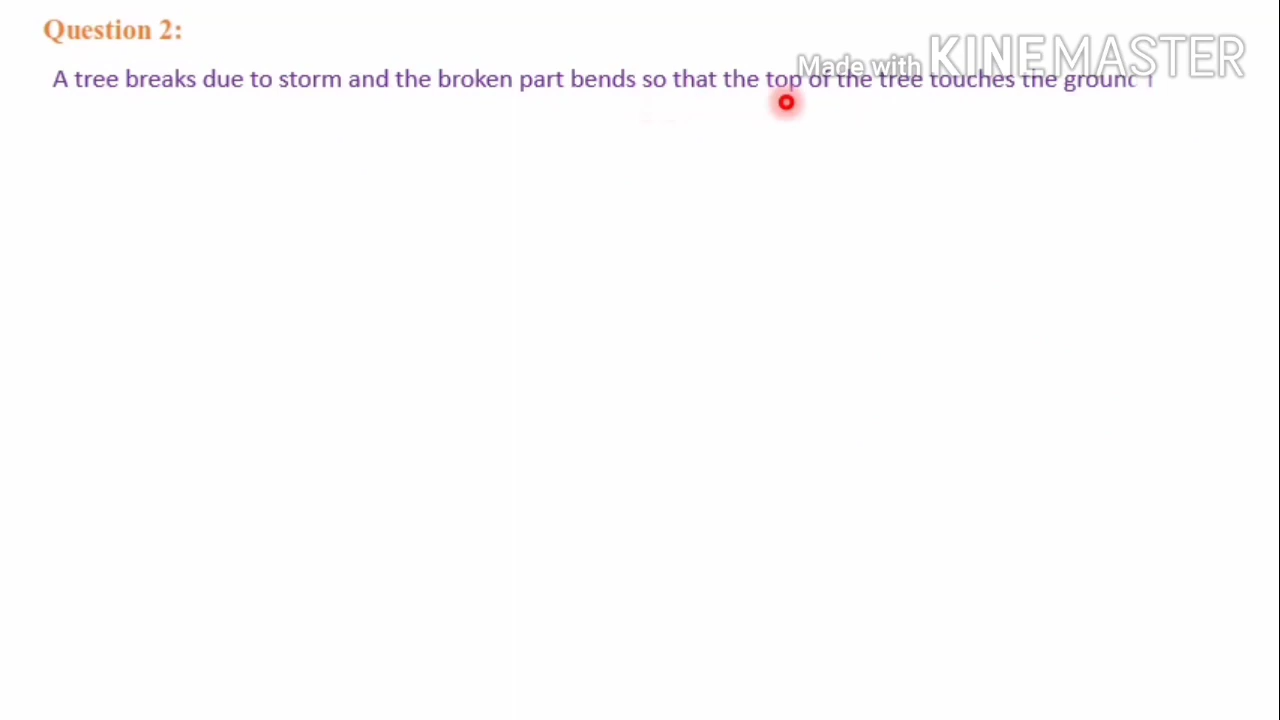 Question 2:
Made with KINEMASTER
A tree breaks due to storm and the broken part bends so that the top of the tree touches the ground